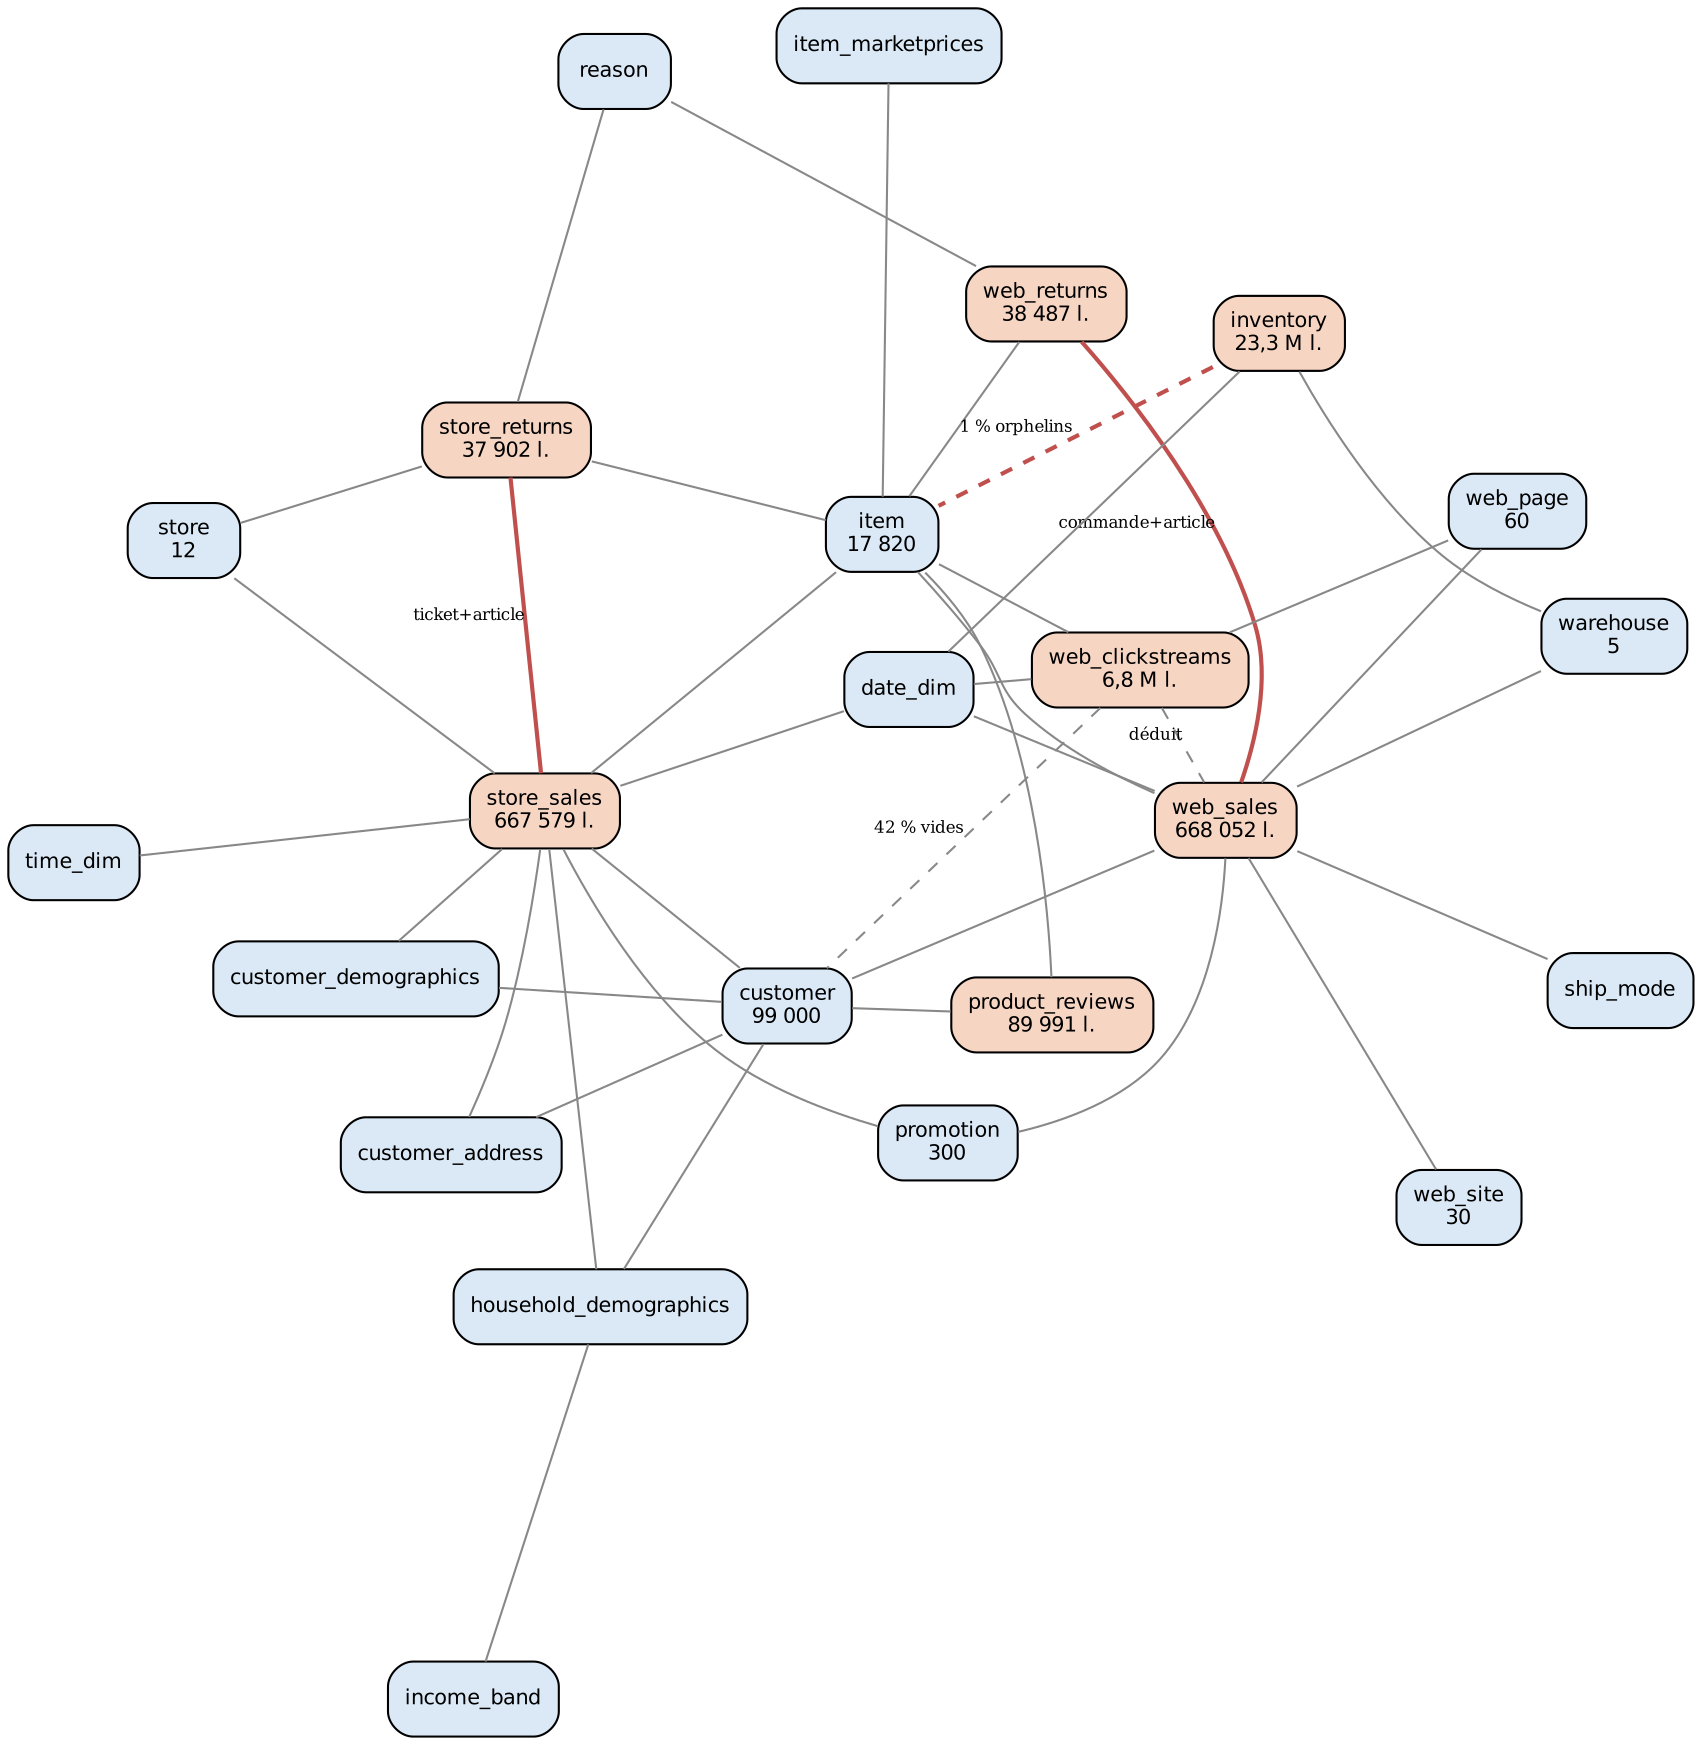 item_marketprices
reason
web_returns
38 487 l.
inventory
23,3 M l.
store_returns
37 902 l.
1 % orphelins
web_page
60
store
12
item
17 820
commande+article
ticket+article
warehouse
5
web_clickstreams
6,8 M l.
date_dim
déduit
store_sales
667 579 l.
web_sales
668 052 l.
42 % vides
time_dim
customer_demographics
customer
99 000
product_reviews
89 991 l.
ship_mode
customer_address
promotion
300
web_site
30
household_demographics
income_band